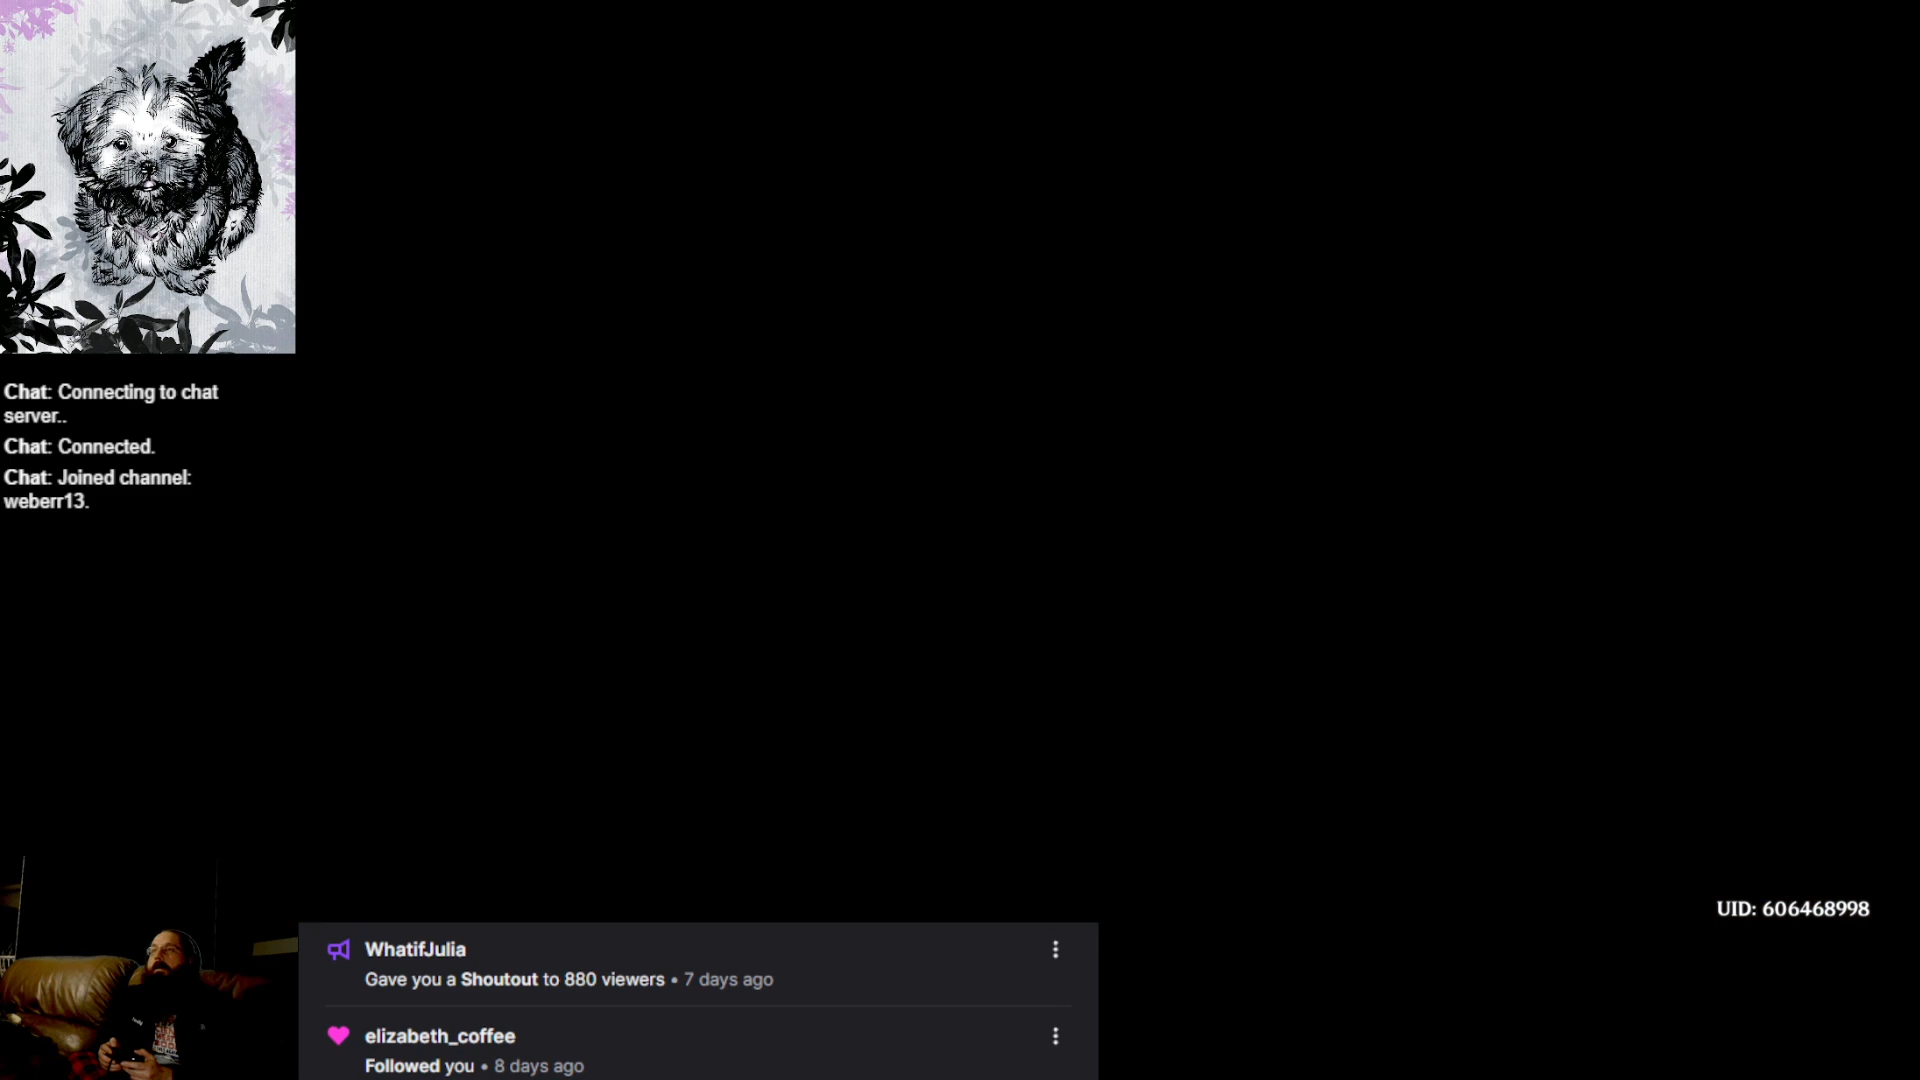 Chat: Connecting to chat
server..
Chat: Connected.
Chat: Joined channel:
weberr13.
UID: 606468998
WhatifJulia
Gave you a Shoutout to 880 viewers • 7 days ago
elizabeth_coffee
Followed you • 8 days ago